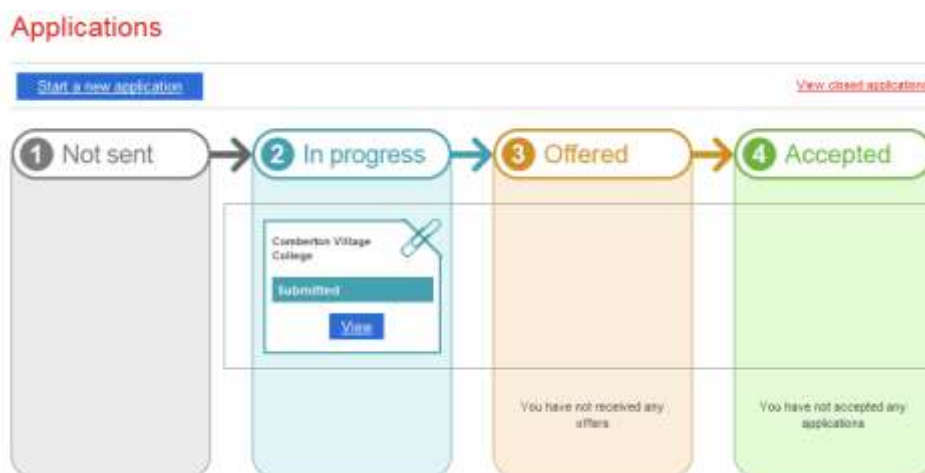 Applications
Start a new application
View closed applications
1 Not sent
2 In progress
3 Offered
4 Accepted
Comberton Village
College
Submitted
View
You have not received any
offers
You have not accepted any
applications